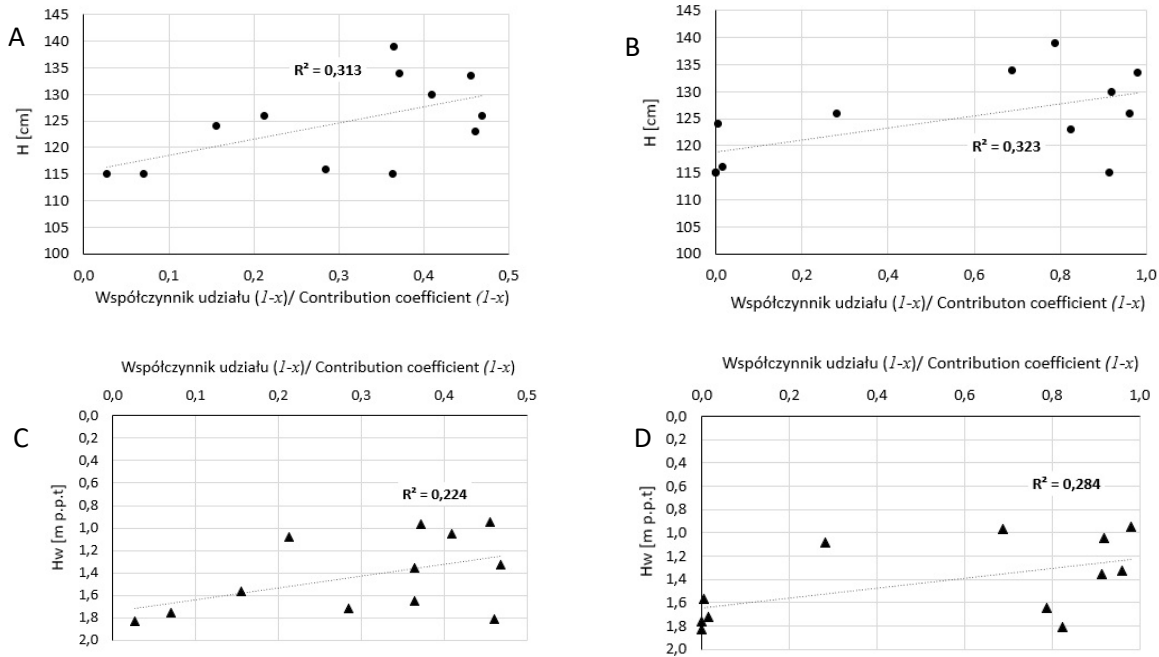 A
145
140
135
130
125
120
115
110
105
100
H [cm]
R² = 0,313
0,0 0,1 0,2 0,3 0,4 0,5
Współczynnik udziału (1-x)/ Contribution coefficient (1-x)
B
145
140
135
130
125
120
115
110
105
100
H [cm]
R² = 0,323
0,0 0,2 0,4 0,6 0,8 1,0
Współczynnik udziału (1-x)/ Contributon coefficient (1-x)
C
Współczynnik udziału (1-x)/ Contribution coefficient (1-x)
0,0 0,1 0,2 0,3 0,4 0,5
0,0
0,2
0,4
0,6
0,8
1,0
1,2
1,4
1,6
1,8
2,0
Hw [m p.p.t]
R² = 0,224
D
Współczynnik udziału (1-x)/ Contribution coefficient (1-x)
0,0 0,2 0,4 0,6 0,8 1,0
0,0
0,2
0,4
0,6
0,8
1,0
1,2
1,4
1,6
1,8
2,0
Hw [m p.p.t]
R² = 0,284